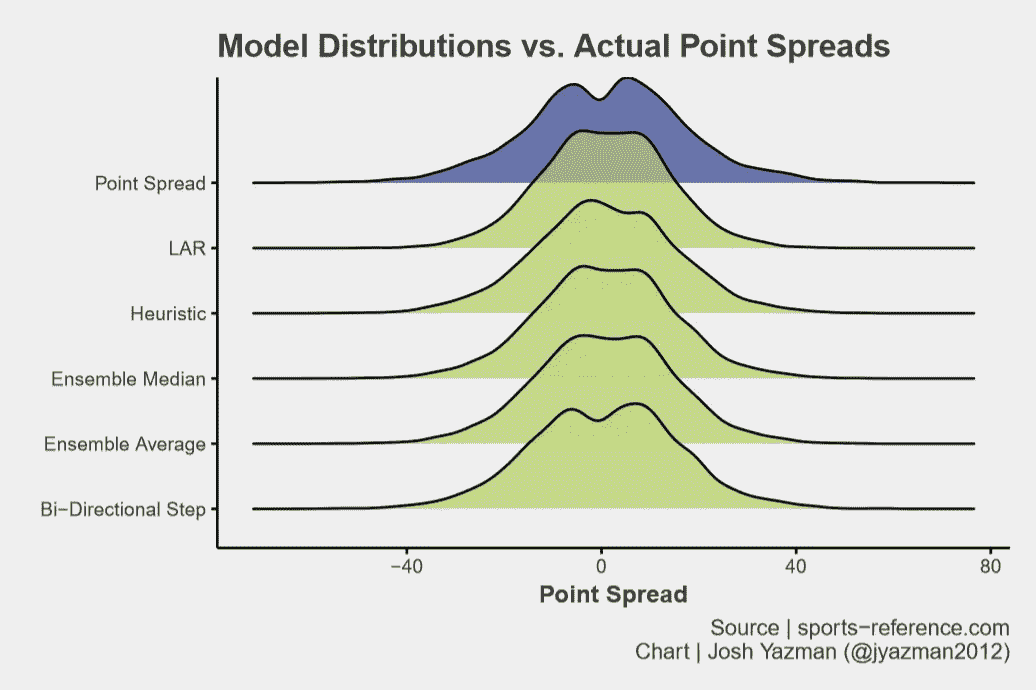 Model Distributions vs. Actual Point Spreads
Point Spread
LAR
Heuristic
Ensemble Median
Ensemble Average
Bi−Directional Step
−40 0 40 80
Point Spread
Source | sports−reference.com
Chart | Josh Yazman (@jyazman2012)